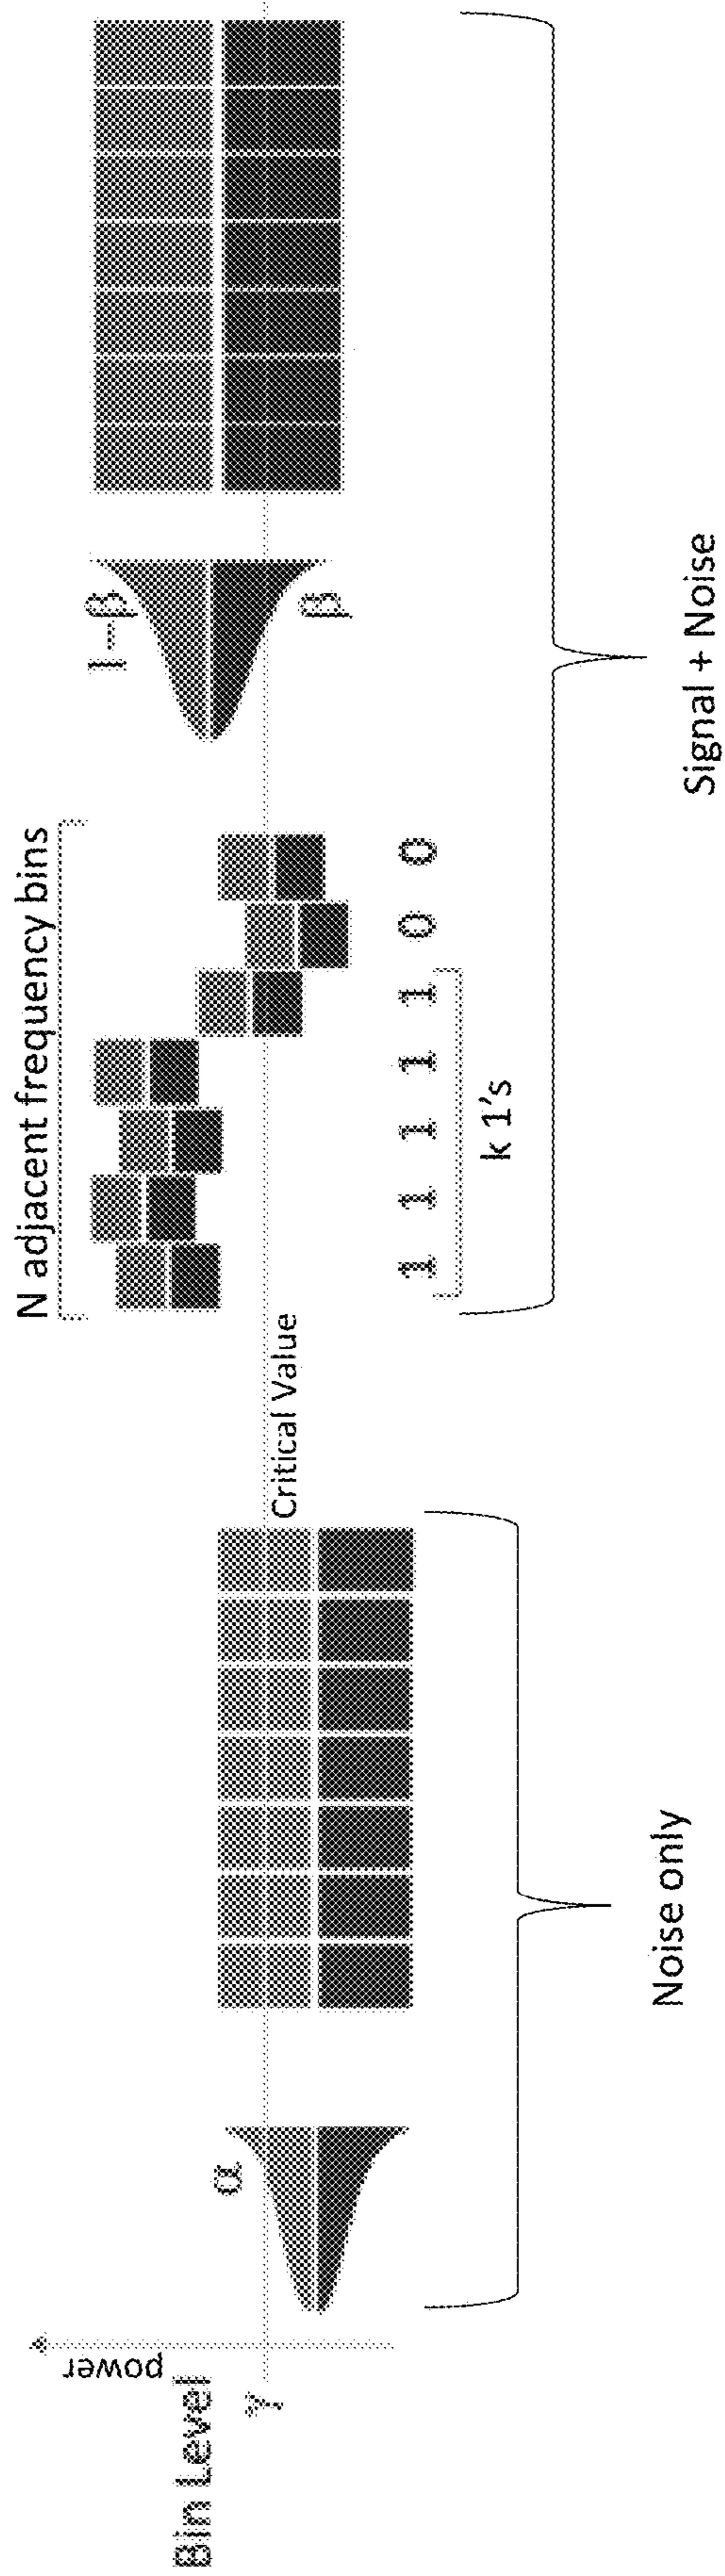 N adjacent frequency bins
power
Bin Level
γ
α
Critical Value
1 1 1 1 1 0 0
k 1's
1−β
β
Noise only
Signal + Noise